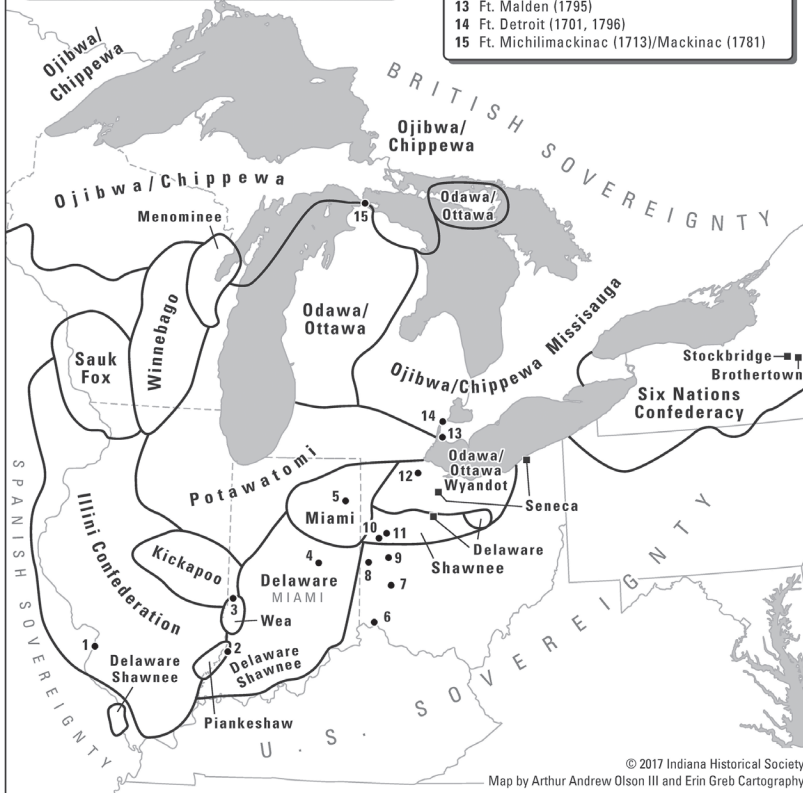 13 Ft. Malden (1795)
14 Ft. Detroit (1701, 1796)
15 Ft. Michilimackinac (1713)/Mackinac (1781)
Ojibwa/
Chippewa
BRITISH SOVEREIGNTY
Ojibwa/
Chippewa
Ojibwa/Chippewa
Menominee
15
Odawa/
Ottawa
Odawa/
Ottawa
Winnebago
Sauk
Fox
Ojibwa/Chippewa Missisauga
Stockbridge
Brothertown
Six Nations
Confederacy
14
13
Odawa/
Ottawa
Wyandot
12
Seneca
Potawatomi
5
Miami
10
11
Delaware
Shawnee
SPANISH SOVEREIGNTY
Illini Confederation
Kickapoo
4
Delaware
MIAMI
9
8
7
6
3
Wea
1
2
Delaware
Shawnee
Delaware
Shawnee
Piankeshaw
U.S. SOVEREIGNTY
© 2017 Indiana Historical Society
Map by Arthur Andrew Olson III and Erin Greb Cartography